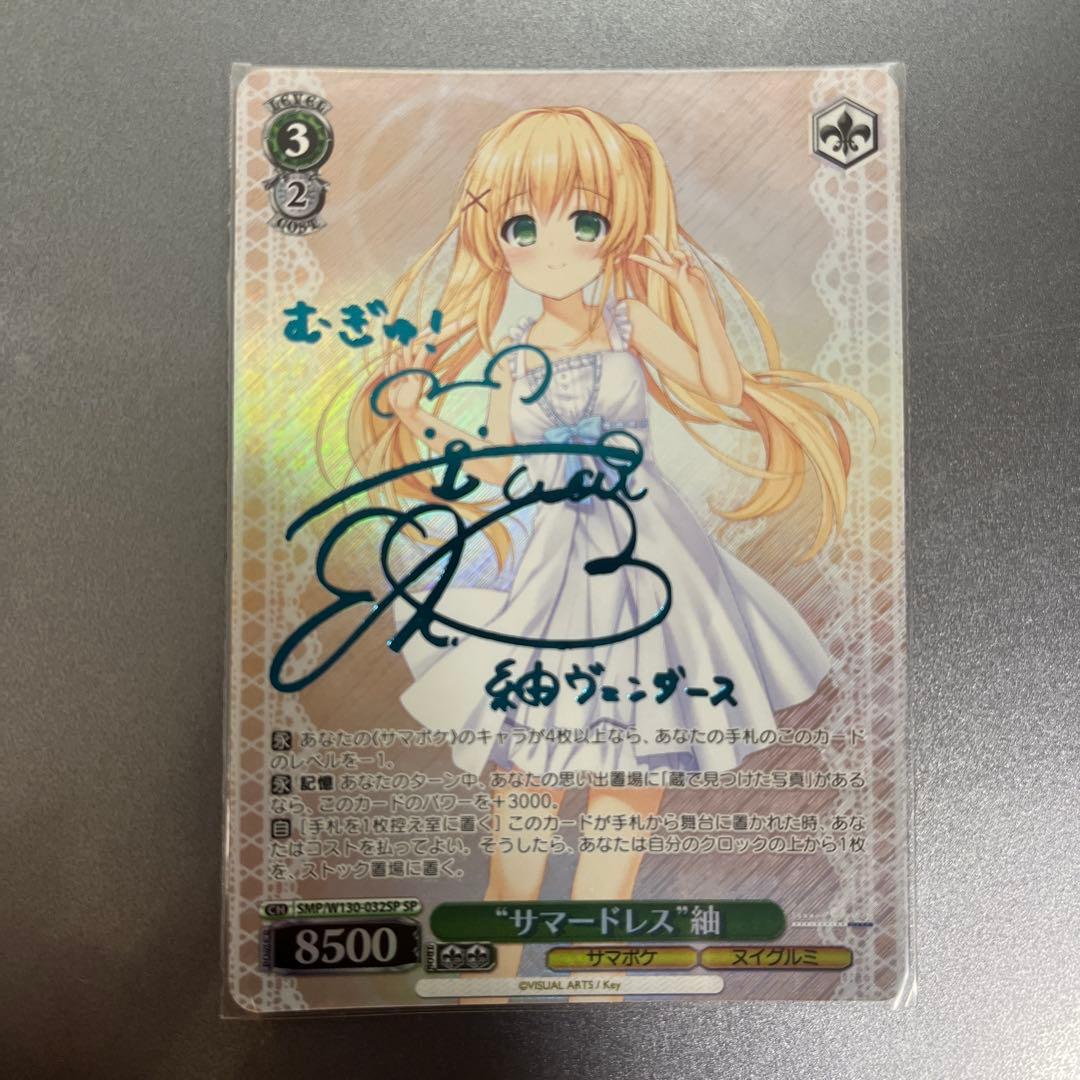 LEVEL
3
2
COST
むぎゅ!
紬ヴェンダース
永 あなたの《サマポケ》のキャラが4枚以上なら、あなたの手札のこのカード
のレベルを－1。
永 記憶 あなたのターン中、あなたの思い出置場に「蔵で見つけた写真」がある
なら、このカードのパワーを＋3000。
自 [手札を1枚控え室に置く] このカードが手札から舞台に置かれた時、あな
たはコストを払ってよい。そうしたら、あなたは自分のクロックの上から1枚
を、ストック置場に置く。
CH SMP/W130-032SP SP
POWER 8500 SOUL
“サマードレス”紬
サマポケ ヌイグルミ
©VISUAL ARTS / Key